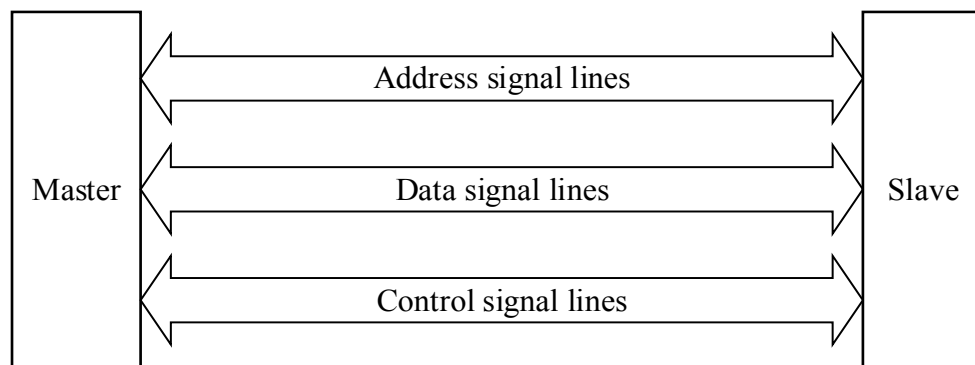 Address signal lines
Master
Data signal lines
Slave
Control signal lines